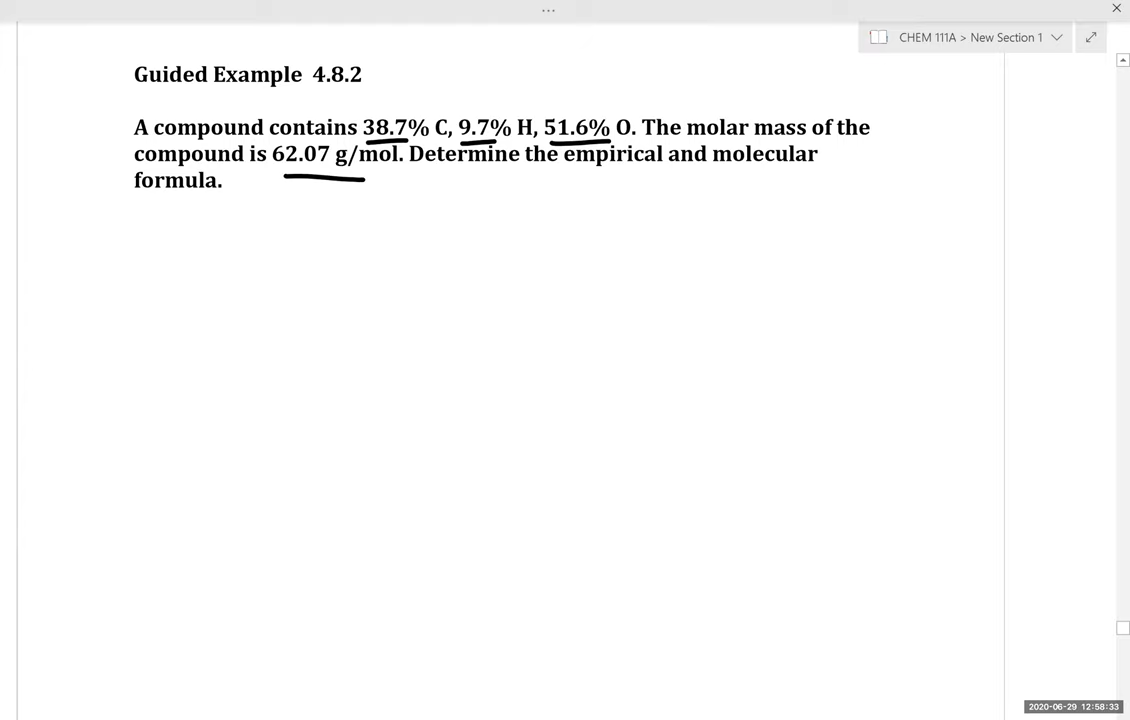 ...
CHEM 111A > New Section 1
Guided Example 4.8.2
A compound contains 38.7% C, 9.7% H, 51.6% O. The molar mass of the
compound is 62.07 g/mol. Determine the empirical and molecular
formula.
2020-06-29 12:58:33